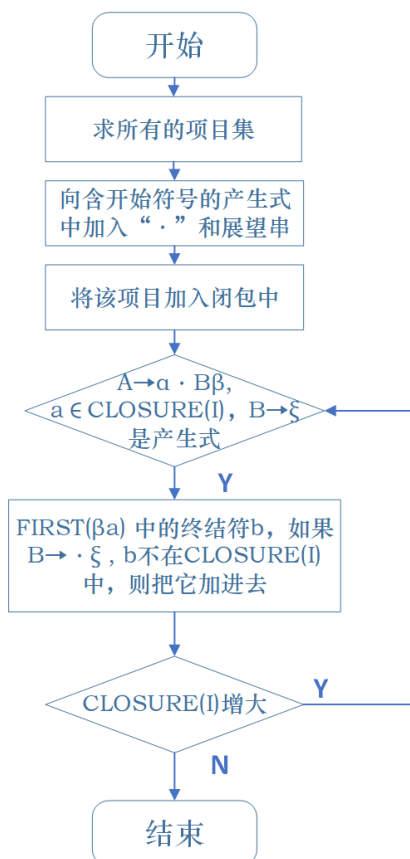 开始
求所有的项目集
向含开始符号的产生式
中加入“·”和展望串
将该项目加入闭包中
A→α · Bβ,
a ∈ CLOSURE(I)，B→ξ
是产生式
Y
FIRST(βa) 中的终结符b，如果
B→ · ξ , b不在CLOSURE(I)
中，则把它加进去
CLOSURE(I)增大
Y
N
结束